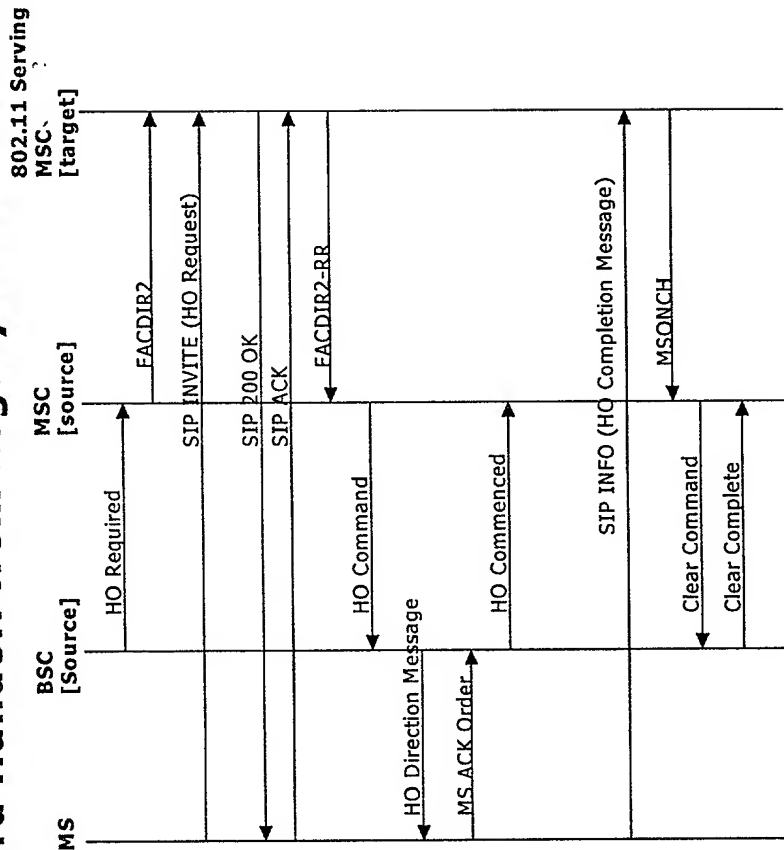 MS
BSC
[Source]
MSC
[source]
802.11 Serving
MSC
[target]
HO Required
FACDIR2
SIP INVITE (HO Request)
SIP 200 OK
SIP ACK
FACDIR2-RR
HO Command
HO Direction Message
MS ACK Order
HO Commenced
SIP INFO (HO Completion Message)
MSONCH
Clear Command
Clear Complete